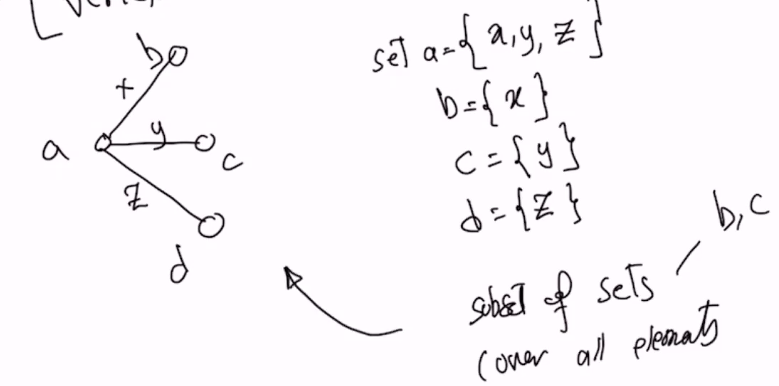 [Vertex
b
x
a
y
c
z
d
set a={x,y,z}
b={x}
c={y}
d={z}
b,c
subset of sets
cover all elements